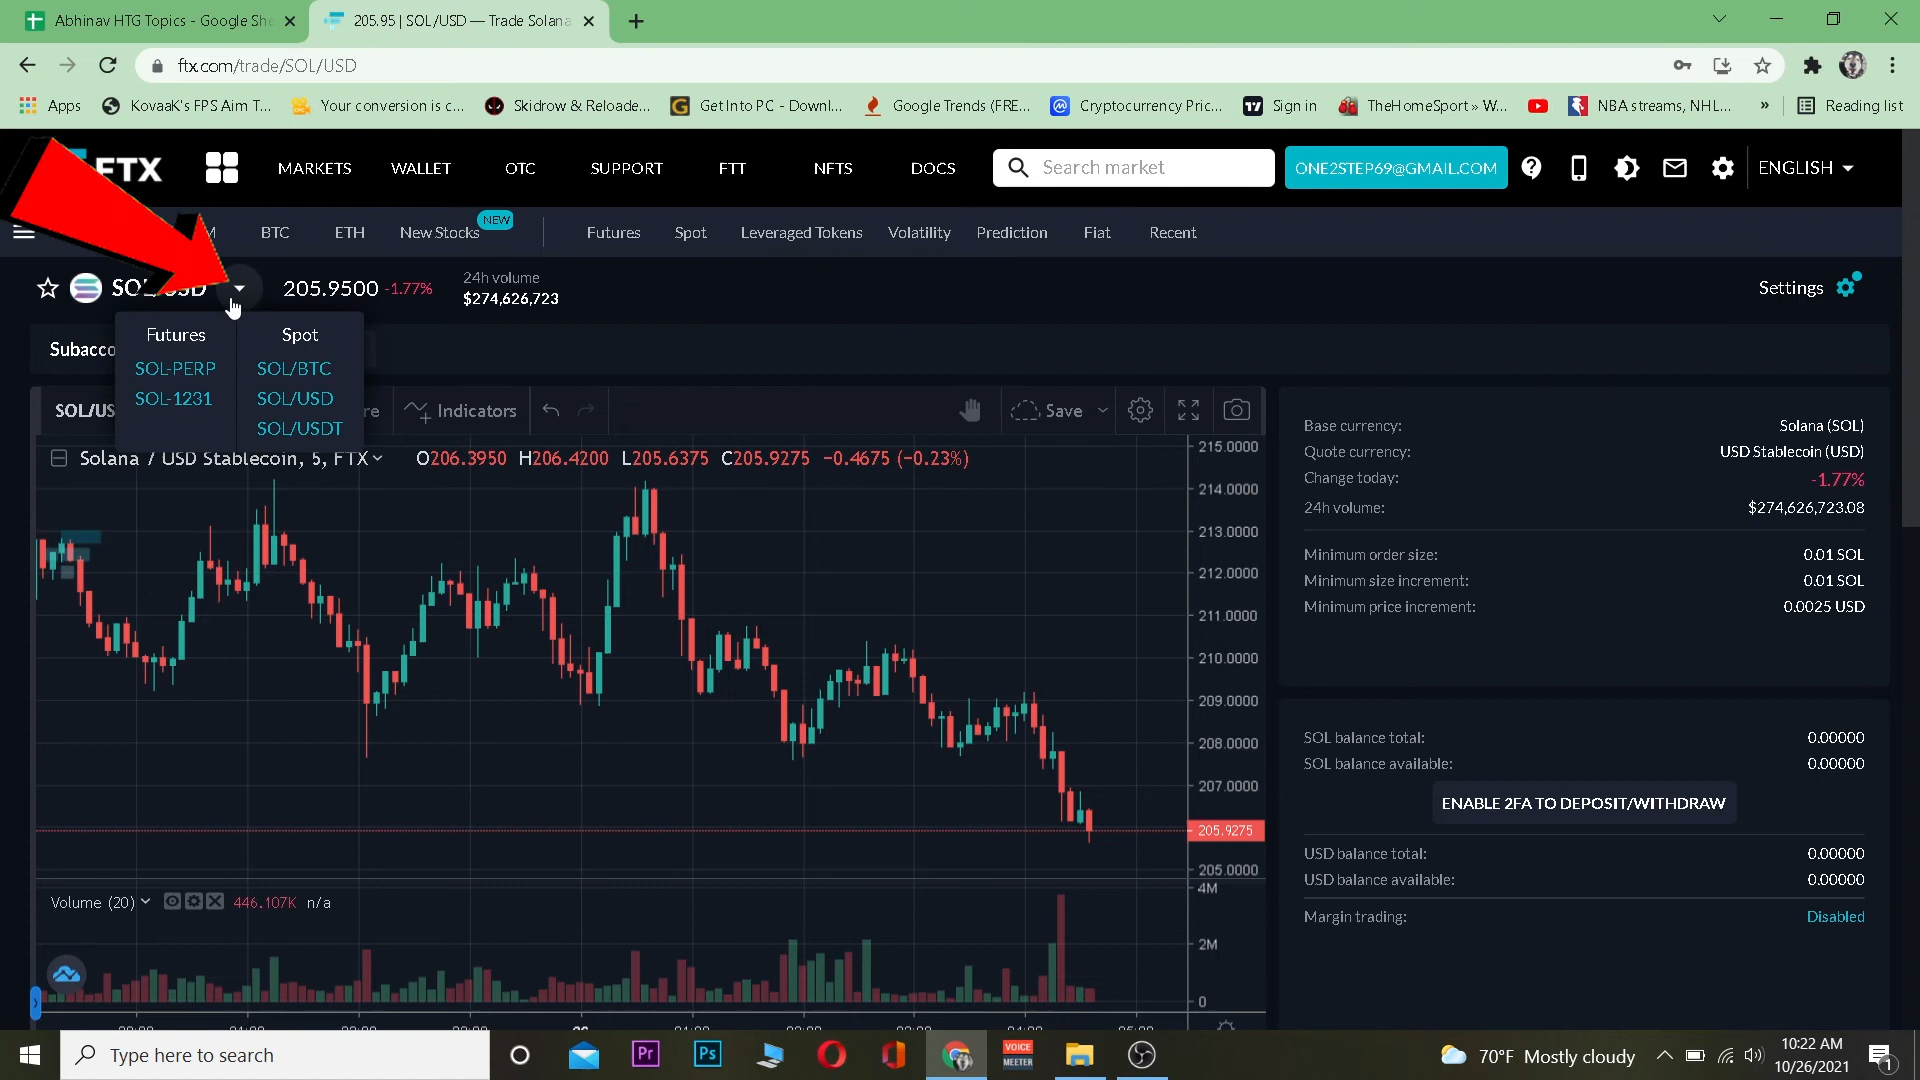 Abhinav HTG Topics - Google She
205.95 | SOL/USD — Trade Solana
ftx.com/trade/SOL/USD
Apps
KovaaK's FPS Aim T...
Your conversion is c...
Skidrow & Reloade...
Get Into PC - Downl...
Google Trends (FRE...
Cryptocurrency Pric...
Sign in
TheHomeSport » W...
NBA streams, NHL...
»
Reading list
FTX
MARKETS
WALLET
OTC
SUPPORT
FTT
NFTS
DOCS
Search market
ONE2STEP69@GMAIL.COM
ENGLISH
BTC
ETH
New Stocks
NEW
Futures
Spot
Leveraged Tokens
Volatility
Prediction
Fiat
Recent
SOL/USD
205.9500 -1.77%
24h volume
$274,626,723
Settings
Subacco
Futures
Spot
SOL-PERP
SOL/BTC
SOL-1231
SOL/USD
SOL/USDT
SOL/US
re
Indicators
Save
Solana / USD Stablecoin, 5, FTX
O206.3950 H206.4200 L205.6375 C205.9275 −0.4675 (−0.23%)
215.0000
214.0000
213.0000
212.0000
211.0000
210.0000
209.0000
208.0000
207.0000
205.9275
205.0000
4M
2M
0
Volume (20)
446.107K n/a
Base currency: Solana (SOL)
Quote currency: USD Stablecoin (USD)
Change today: -1.77%
24h volume: $274,626,723.08
Minimum order size: 0.01 SOL
Minimum size increment: 0.01 SOL
Minimum price increment: 0.0025 USD
SOL balance total: 0.00000
SOL balance available: 0.00000
ENABLE 2FA TO DEPOSIT/WITHDRAW
USD balance total: 0.00000
USD balance available: 0.00000
Margin trading: Disabled
Type here to search
Pr
Ps
VOICE
MEETER
70°F Mostly cloudy
10:22 AM
10/26/2021
1